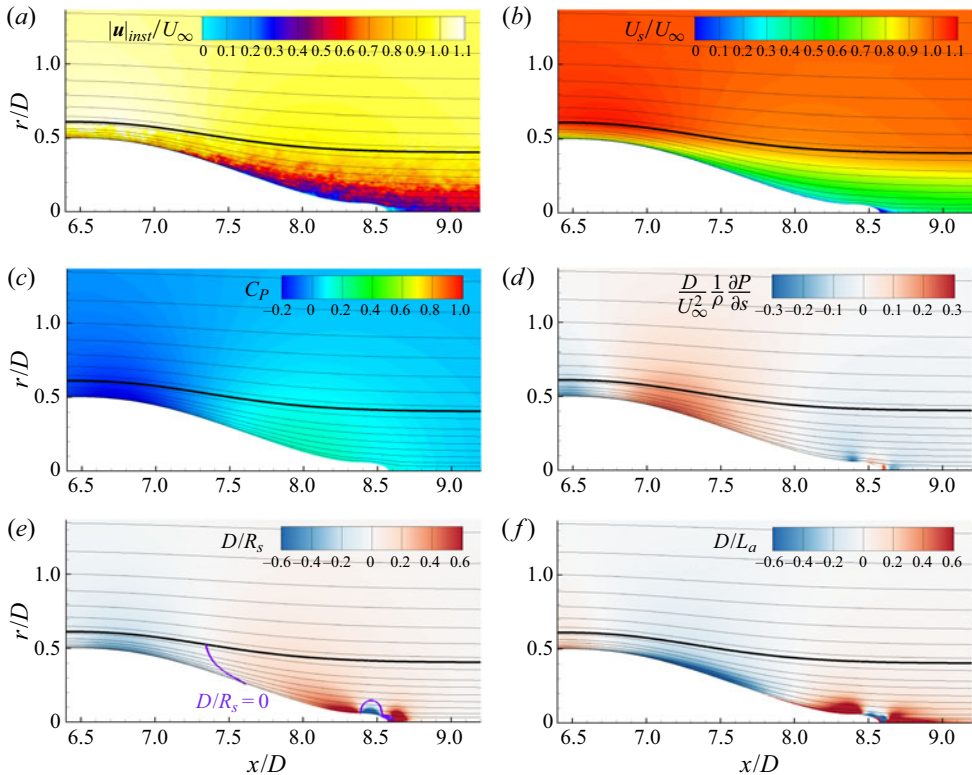 (a)
|u|inst/U∞
0 0.1 0.2 0.3 0.4 0.5 0.6 0.7 0.8 0.9 1.0 1.1
1.0
0.5
0
r/D
6.5 7.0 7.5 8.0 8.5 9.0
(b)
Us/U∞
0 0.1 0.2 0.3 0.4 0.5 0.6 0.7 0.8 0.9 1.0 1.1
1.0
0.5
0
6.5 7.0 7.5 8.0 8.5 9.0
(c)
CP
−0.2 0 0.2 0.4 0.6 0.8 1.0
1.0
0.5
0
r/D
6.5 7.0 7.5 8.0 8.5 9.0
(d)
D/U∞² 1/ρ ∂P/∂s
−0.3 −0.2 −0.1 0 0.1 0.2 0.3
1.0
0.5
0
6.5 7.0 7.5 8.0 8.5 9.0
(e)
D/Rs
−0.6 −0.4 −0.2 0 0.2 0.4 0.6
1.0
0.5
0
r/D
D/Rs = 0
6.5 7.0 7.5 8.0 8.5 9.0
x/D
(f)
D/La
−0.6 −0.4 −0.2 0 0.2 0.4 0.6
1.0
0.5
0
6.5 7.0 7.5 8.0 8.5 9.0
x/D